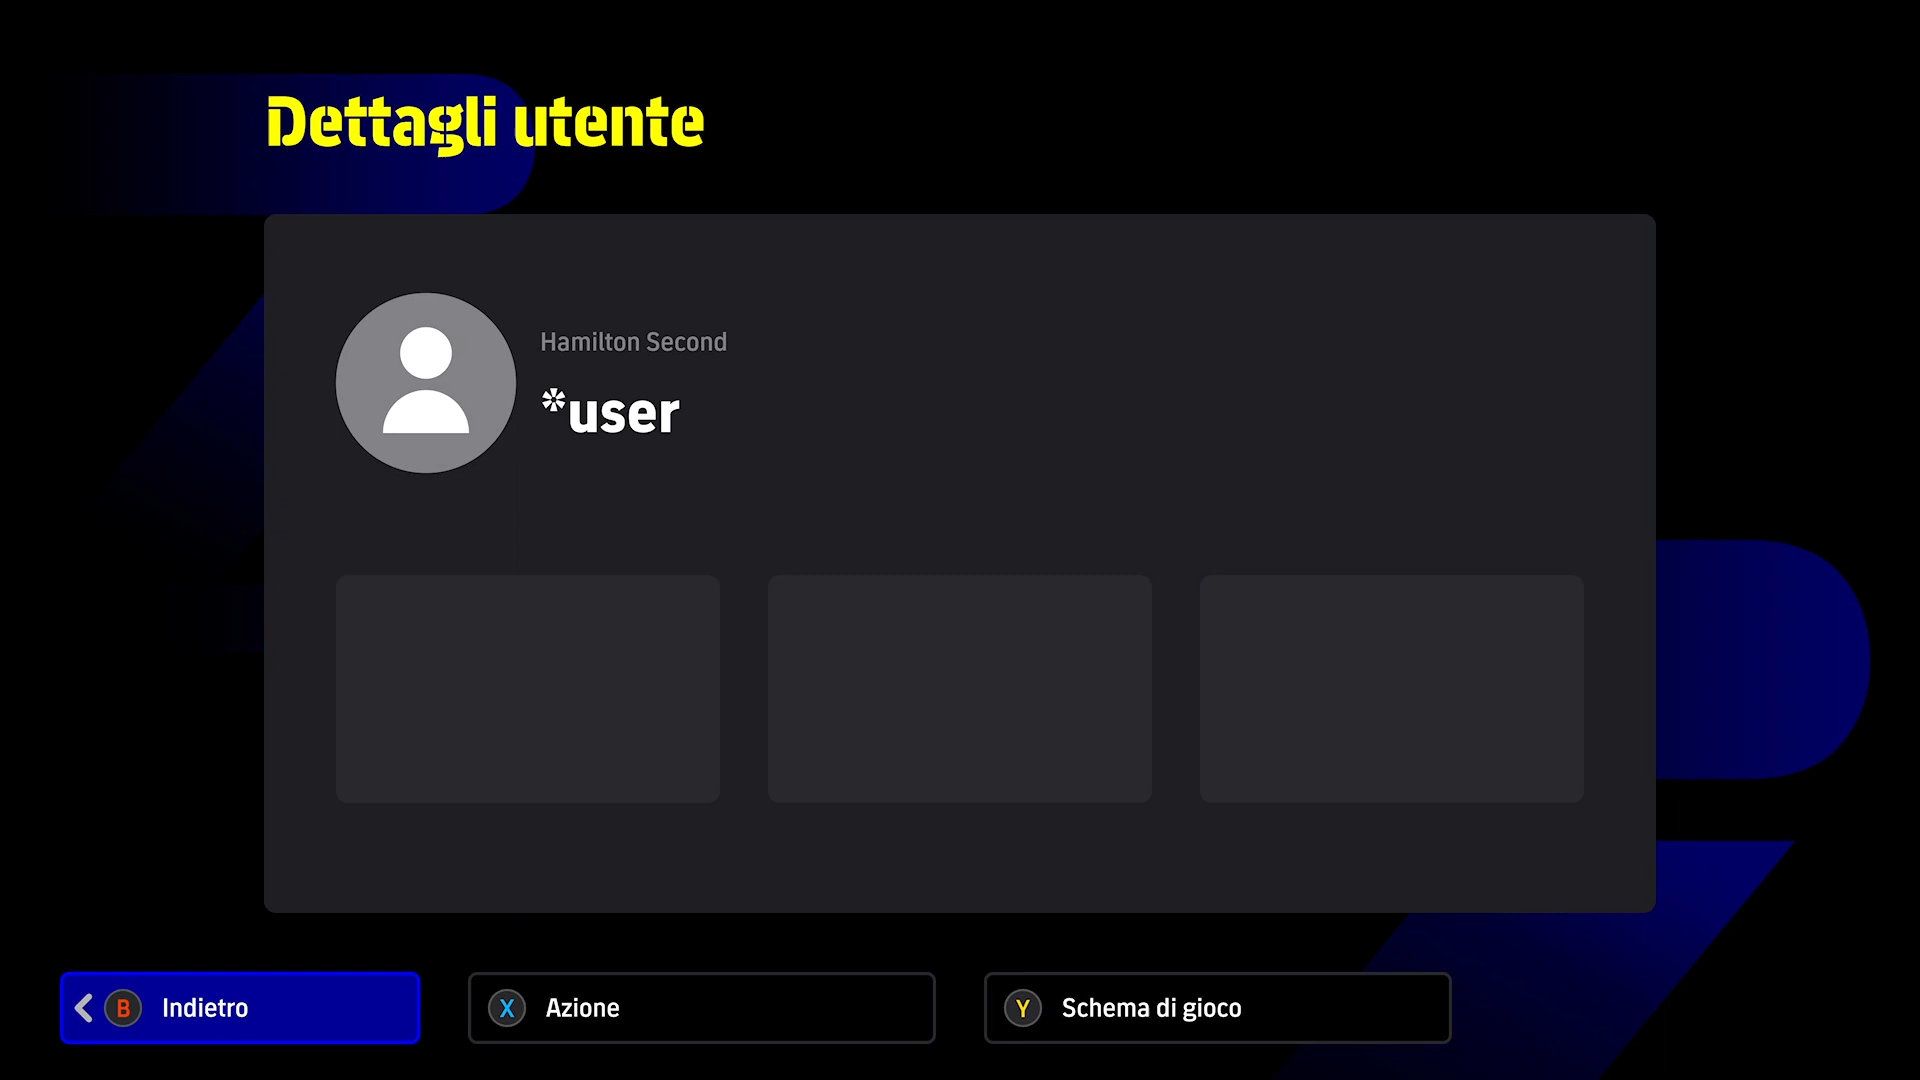 Dettagli utente
Hamilton Second
*user
B Indietro
X Azione
Y Schema di gioco